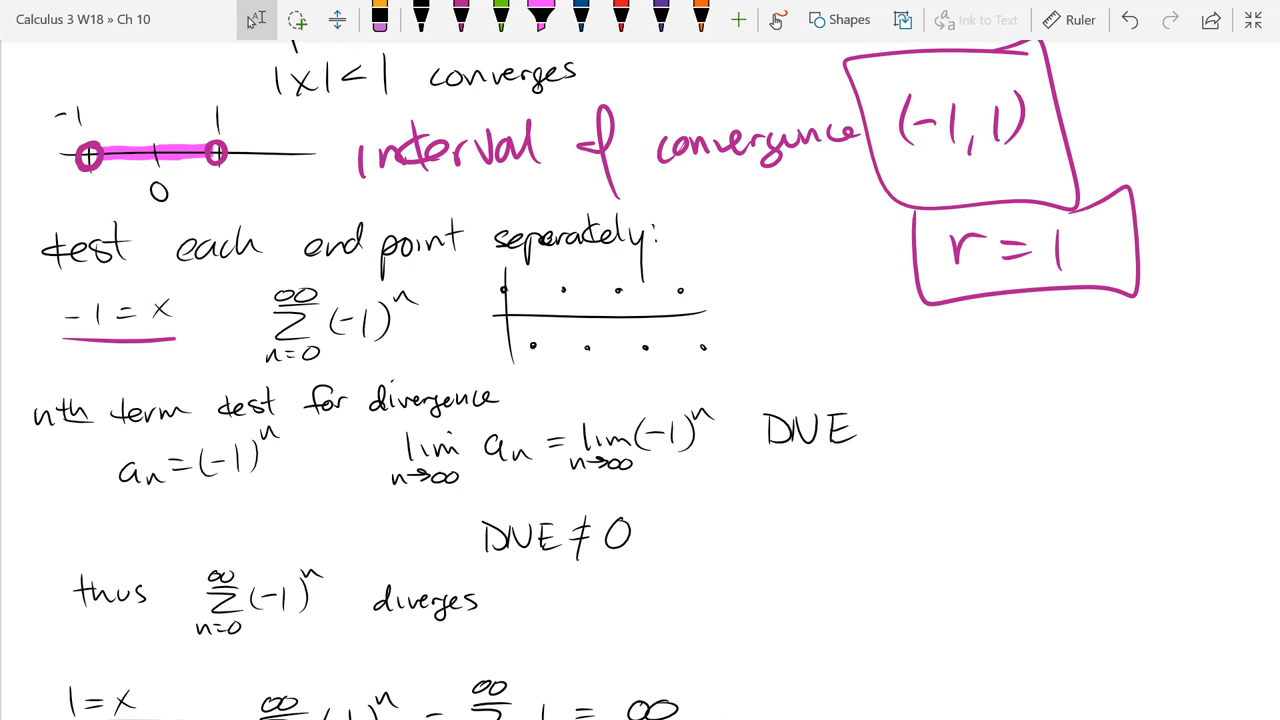 Calculus 3 W18 » Ch 10
Shapes
Ink to Text
Ruler
|x| < 1 converges
-1 1
0
interval of convergence (-1, 1)
r = 1
test each end point separately:
-1 = x ∞ Σ n=0 (-1)^n
nth term test for divergence
a_n = (-1)^n lim n→∞ a_n = lim n→∞ (-1)^n DNE
DNE ≠ 0
thus ∞ Σ n=0 (-1)^n diverges
1 = x ∞ Σ (1)^n = ∞ Σ 1 = ∞